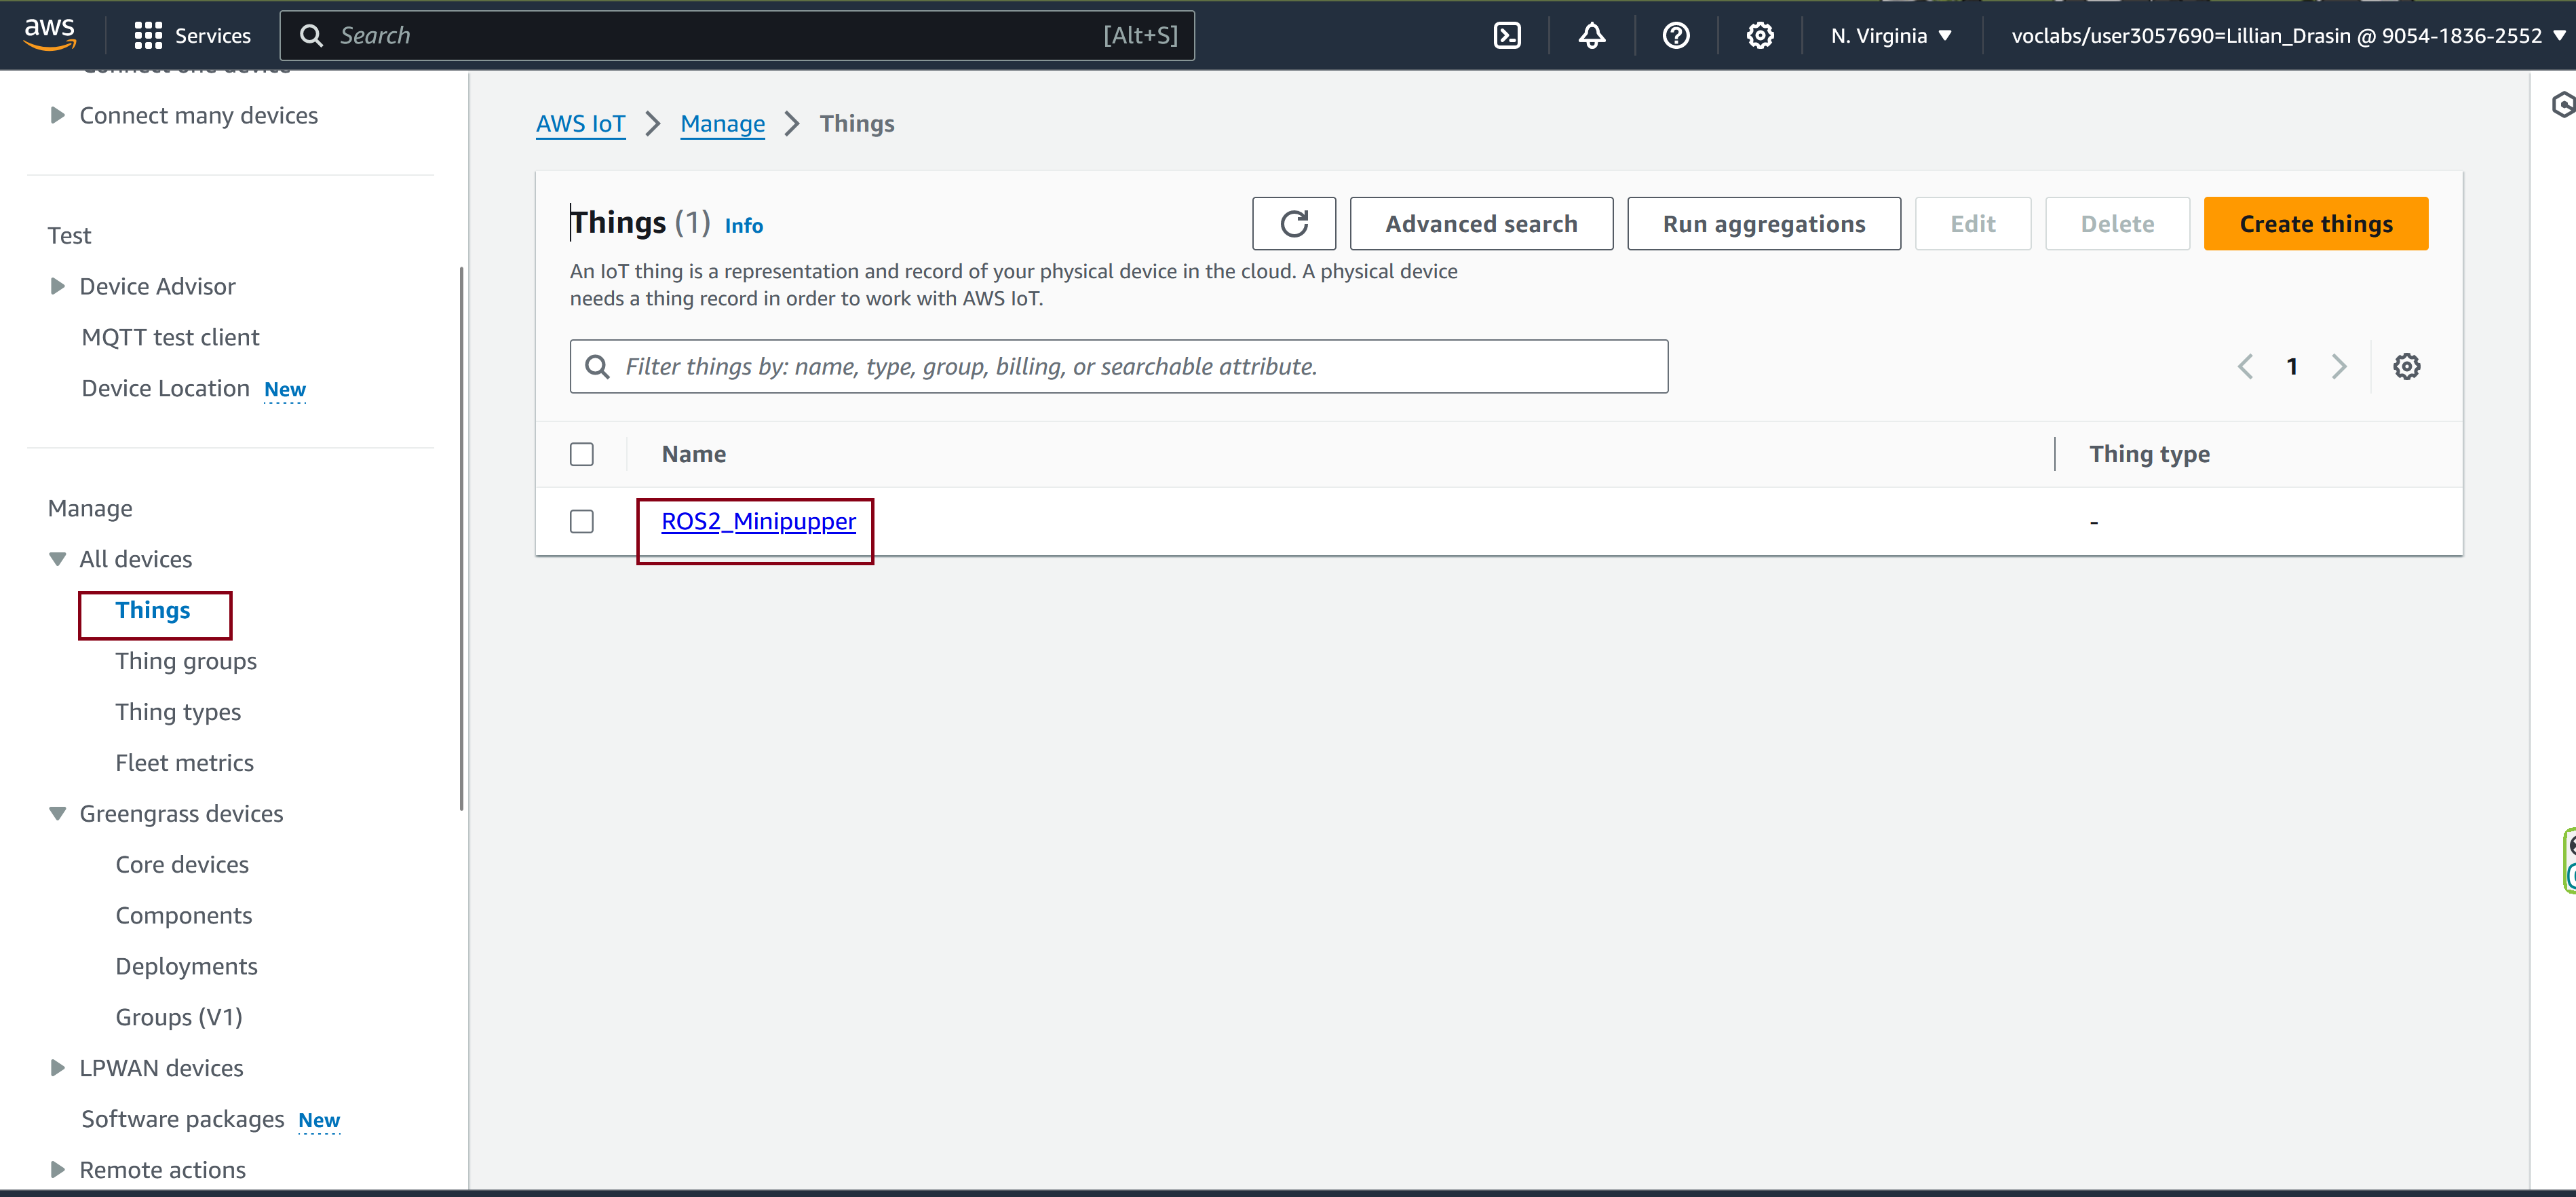 aws
Services
Search
[Alt+S]
N. Virginia
voclabs/user3057690=Lillian_Drasin @ 9054-1836-2552
Connect one device
Connect many devices
Test
Device Advisor
MQTT test client
Device Location New
Manage
All devices
Things
Thing groups
Thing types
Fleet metrics
Greengrass devices
Core devices
Components
Deployments
Groups (V1)
LPWAN devices
Software packages New
Remote actions
AWS IoT > Manage > Things
Things (1) Info
Advanced search
Run aggregations
Edit
Delete
Create things
An IoT thing is a representation and record of your physical device in the cloud. A physical device
needs a thing record in order to work with AWS IoT.
Filter things by: name, type, group, billing, or searchable attribute.
1
Name
Thing type
ROS2_Minipupper
-